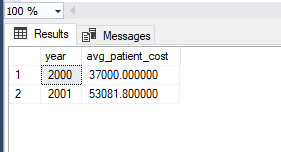 100 %
Results Messages
year avg_patient_cost
1 2000 37000.000000
2 2001 53081.800000